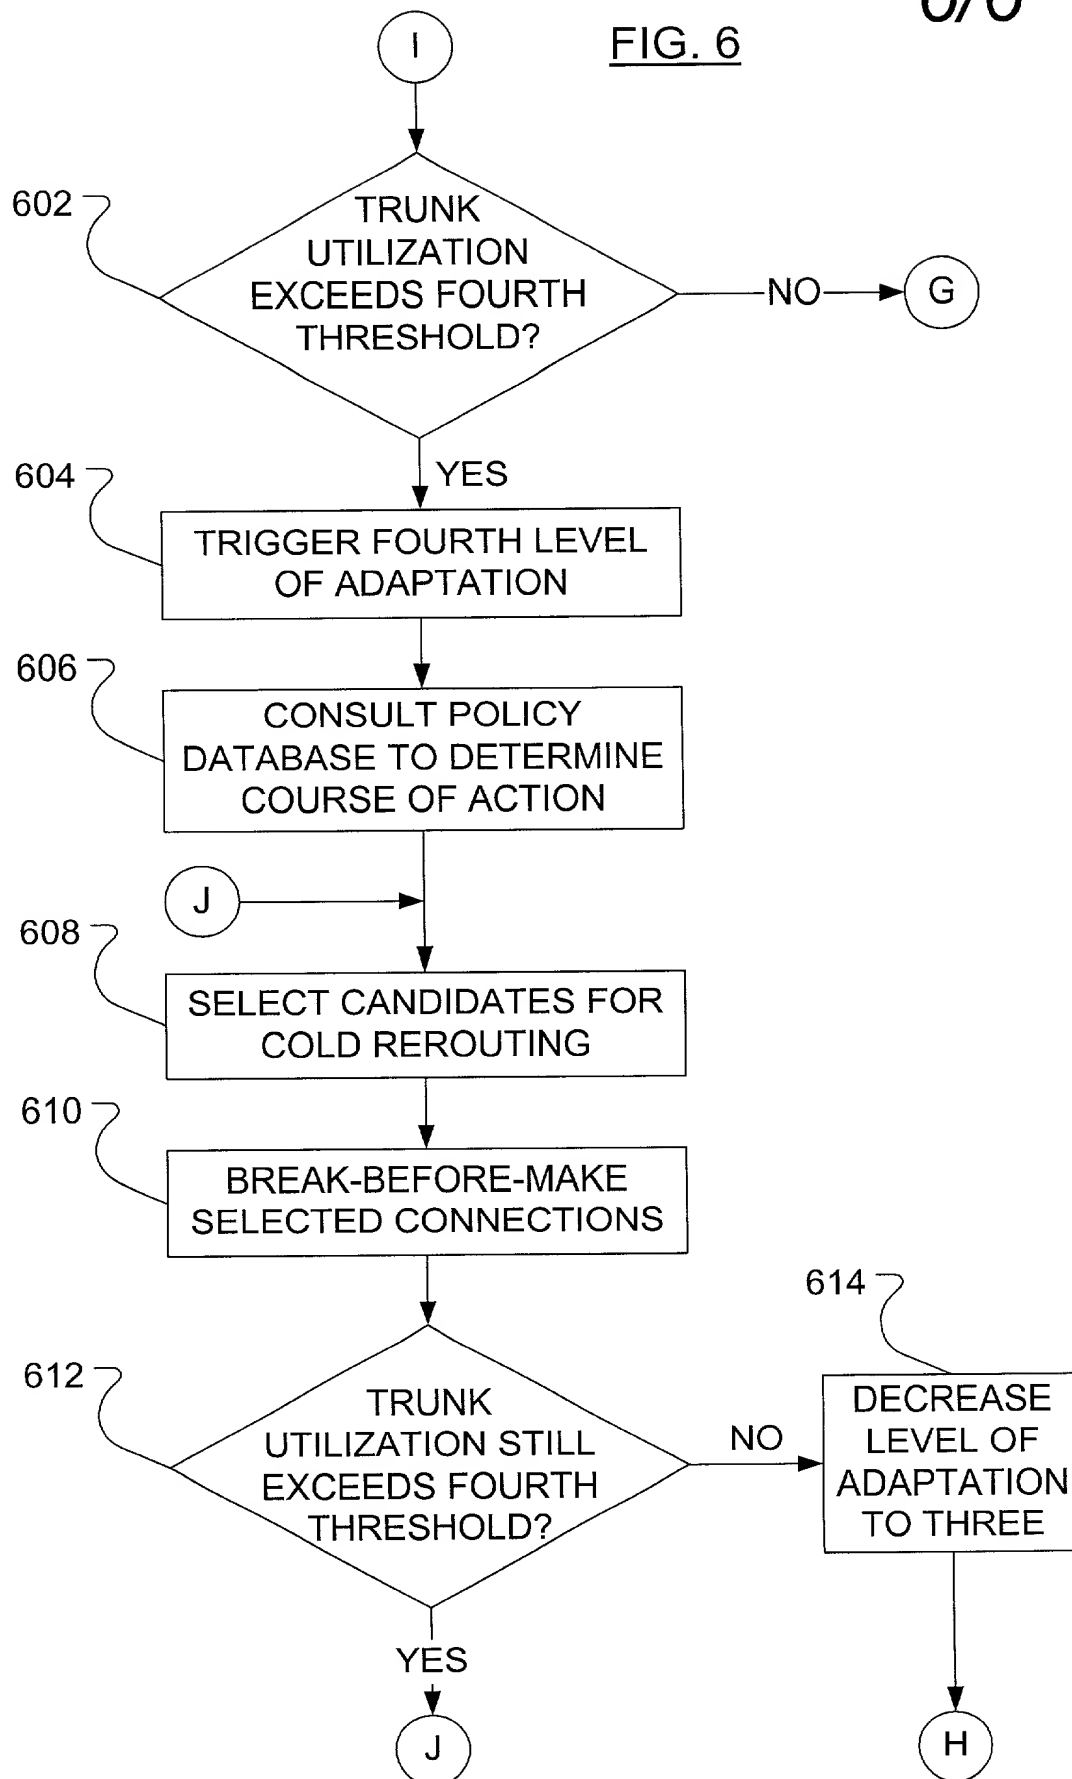 I
FIG. 6
602
TRUNK
UTILIZATION
EXCEEDS FOURTH
THRESHOLD?
NO
G
YES
604
TRIGGER FOURTH LEVEL
OF ADAPTATION
606
CONSULT POLICY
DATABASE TO DETERMINE
COURSE OF ACTION
J
608
SELECT CANDIDATES FOR
COLD REROUTING
610
BREAK-BEFORE-MAKE
SELECTED CONNECTIONS
612
TRUNK
UTILIZATION STILL
EXCEEDS FOURTH
THRESHOLD?
NO
614
DECREASE
LEVEL OF
ADAPTATION
TO THREE
YES
J
H